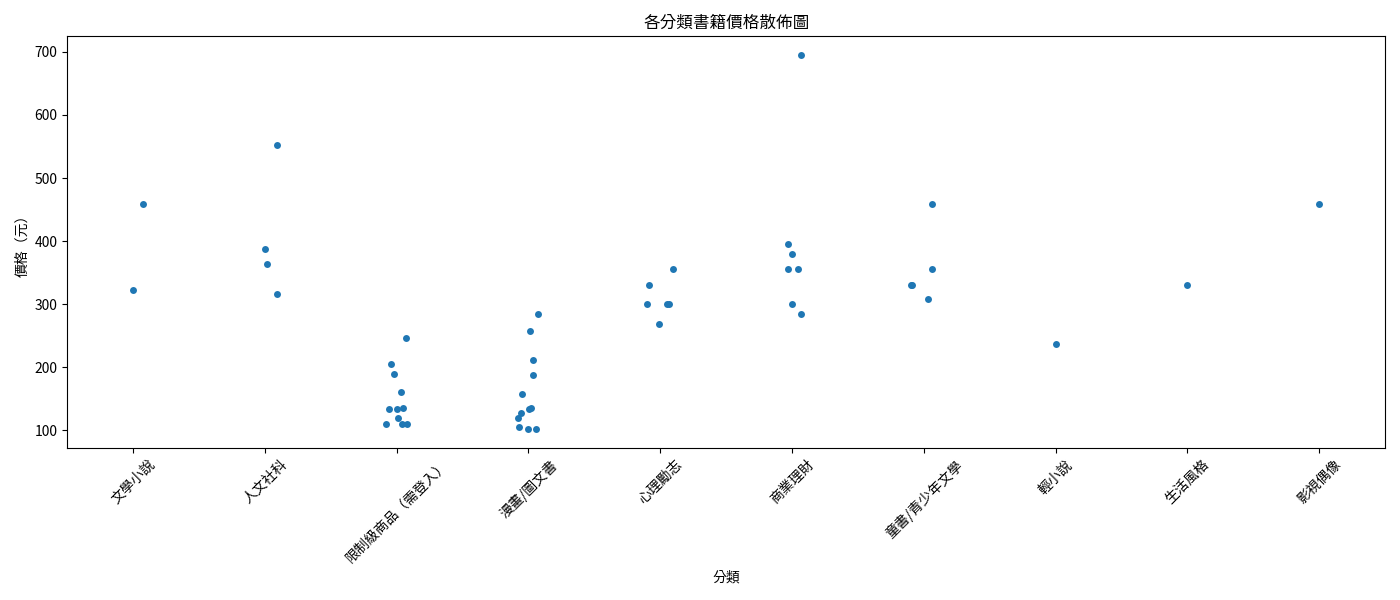 各分類書籍價格散佈圖
價格（元）
700
600
500
400
300
200
100
文學小說
人文社科
限制級商品（需登入）
漫畫/圖文書
心理勵志
商業理財
童書/青少年文學
輕小說
生活風格
影視偶像
分類